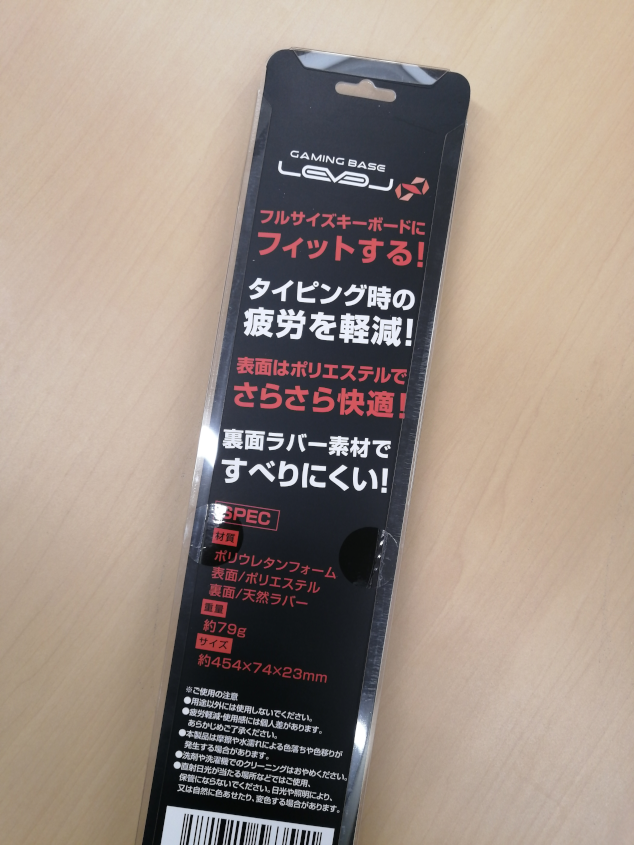 GAMING BASE
LEVEL
フルサイズキーボードに
フィットする!
タイピング時の
疲労を軽減!
表面はポリエステルで
さらさら快適!
裏面ラバー素材で
すべりにくい!
SPEC
材質
ポリウレタンフォーム
表面/ポリエステル
裏面/天然ラバー
重量
約79g
サイズ
約454×74×23mm
※ご使用の注意
●用途以外には使用しないでください。
●疲労軽減・使用感には個人差があります。
あらかじめご了承ください。
●本製品は摩擦や水濡れによる色落ちや色移りが
発生する場合があります。
●洗剤や洗濯機でのクリーニングはおやめください。
●直射日光が当たる場所などではご使用、
保管にならないでください。日光や照明により、
又は自然に色あせたり、変色する場合があります。